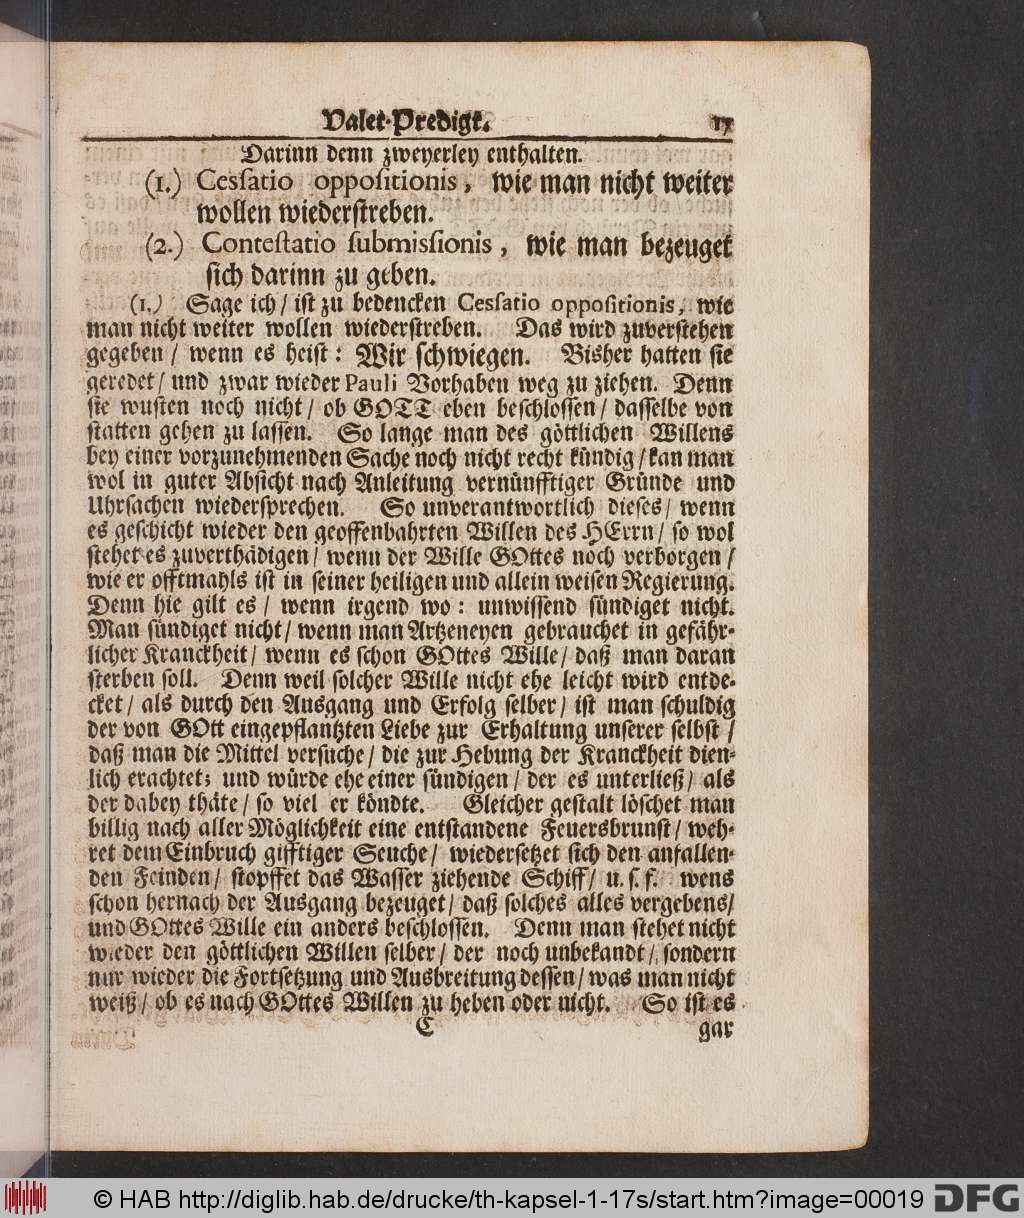 Valet-Predigt. 17
Darinn denn zweyerley enthalten.
(1.) Cessatio oppositionis, wie man nicht weiter
wollen wiederstreben.
(2.) Contestatio submissionis, wie man bezeuget
sich darinn zu geben.
(1.) Sage ich / ist zu bedencken Cessatio oppositionis, wie
man nicht weiter wollen wiederstreben. Das wird zuverstehen
gegeben / wenn es heist: Wir schwiegen. Bisher hatten sie
geredet / und zwar wieder Pauli Vorhaben weg zu ziehen. Denn
sie wusten noch nicht / ob GOTT eben beschlossen / dasselbe von
statten gehen zu lassen. So lange man des göttlichen Willens
bey einer vorzunehmenden Sache noch nicht recht kündig / kan man
wol in guter Absicht nach Anleitung vernünfftiger Gründe und
Uhrsachen wiedersprechen. So unverantwortlich dieses / wenn
es geschicht wieder den geoffenbahrten Willen des HErrn / so wol
stehet es zuverthädigen / wenn der Wille GOttes noch verborgen /
wie er offtmahls ist in seiner heiligen und allein weisen Regierung.
Denn hie gilt es / wenn irgend wo: unwissend sündiget nicht.
Man sündiget nicht / wenn man Artzeneyen gebrauchet in gefähr-
licher Kranckheit / wenn es schon GOttes Wille / daß man daran
sterben soll. Denn weil solcher Wille nicht ehe leicht wird entde-
cket / als durch den Ausgang und Erfolg selber / ist man schuldig
der von GOtt eingepflantzten Liebe zur Erhaltung unserer selbst /
daß man die Mittel versuche / die zur Hebung der Kranckheit dien-
lich erachtet; und würde ehe einer sündigen / der es unterließ / als
der dabey thäte / so viel er köndte. Gleicher gestalt löschet man
billig nach aller Möglichkeit eine entstandene Feuersbrunst / weh-
ret dem Einbruch gifftiger Seuche / wiedersetzet sich den anfallen-
den Feinden / stopffet das Wasser ziehende Schiff / u. s. f. wens
schon hernach der Ausgang bezeuget / daß solches alles vergebens /
und GOttes Wille ein anders beschlossen. Denn man stehet nicht
wieder den göttlichen Willen selber / der noch unbekandt / sondern
nur wieder die Fortsetzung und Ausbreitung dessen / was man nicht
weiß / ob es nach GOttes Willen zu heben oder nicht. So ist es
C gar
© HAB http://diglib.hab.de/drucke/th-kapsel-1-17s/start.htm?image=00019 DFG